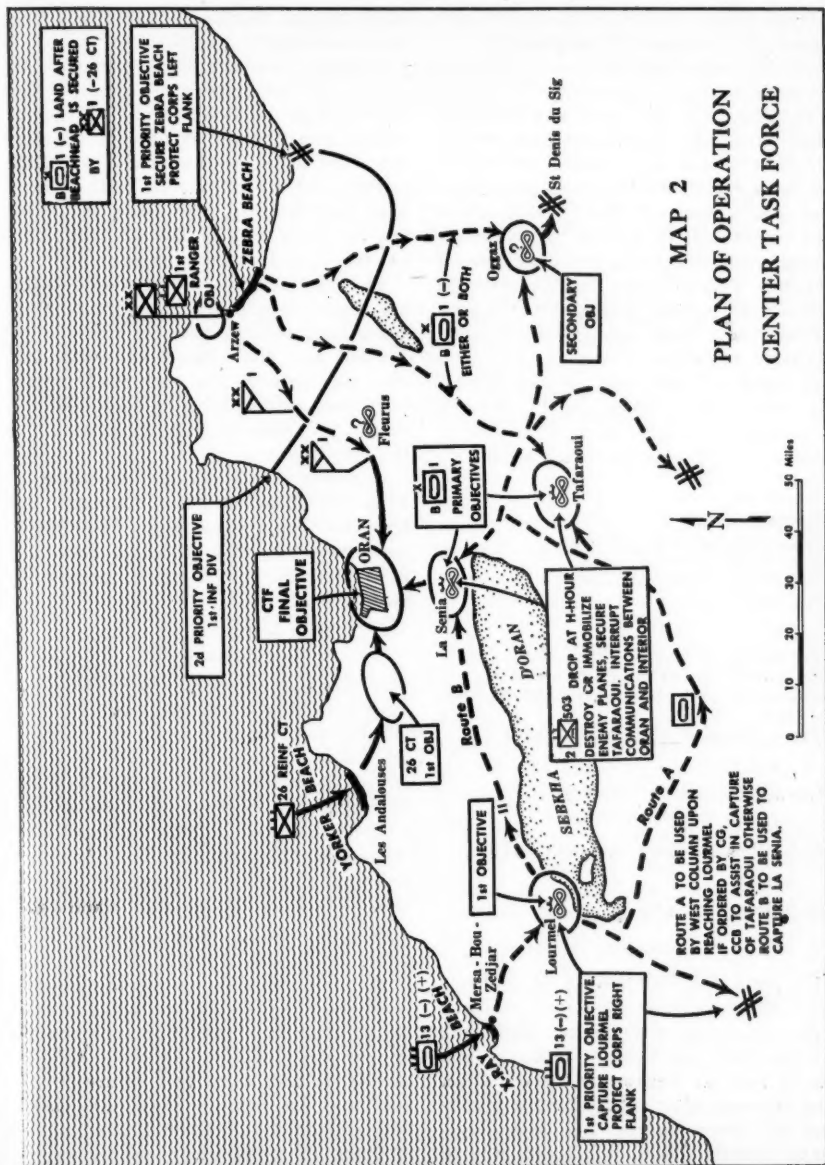 MAP 2
PLAN OF OPERATION
CENTER TASK FORCE
B 1 (–) LAND AFTER
BEACHHEAD IS SECURED
BY 1 (–26 CT)
1st PRIORITY OBJECTIVE
SECURE ZEBRA BEACH
PROTECT CORPS LEFT
FLANK
XX
1st
RANGER
OBJ
Arzew
ZEBRA BEACH
2d PRIORITY OBJECTIVE
1st INF DIV
XX
XX
Fleurus
B 1 (–)
EITHER OR BOTH
St Denis du Sig
Oggaz
SECONDARY
OBJ
CTF
FINAL
OBJECTIVE
ORAN
B 1
PRIMARY
OBJECTIVES
La Senia
Tafaraoui
26 REINF CT
YORKER BEACH
Les Andalouses
26 CT
1st OBJ
Route B
SEBKHA D'ORAN
2 503 DROP AT H-HOUR
DESTROY OR IMMOBILIZE
ENEMY PLANES, SECURE
TAFARAOUI. INTERRUPT
COMMUNICATIONS BETWEEN
ORAN AND INTERIOR
13 (–) (+)
X-RAY BEACH
Mersa-Bou-
Zedjar
1st OBJECTIVE
Lourmel
13 (–) (+)
1st PRIORITY OBJECTIVE.
CAPTURE LOURMEL
PROTECT CORPS RIGHT
FLANK
Route A
ROUTE A TO BE USED
BY WEST COLUMN UPON
REACHING LOURMEL
IF ORDERED BY CG,
CCB TO ASSIST IN CAPTURE
OF TAFARAOUI OTHERWISE
ROUTE B TO BE USED TO
CAPTURE LA SENIA.
N
0 10 20 30 40 50 Miles